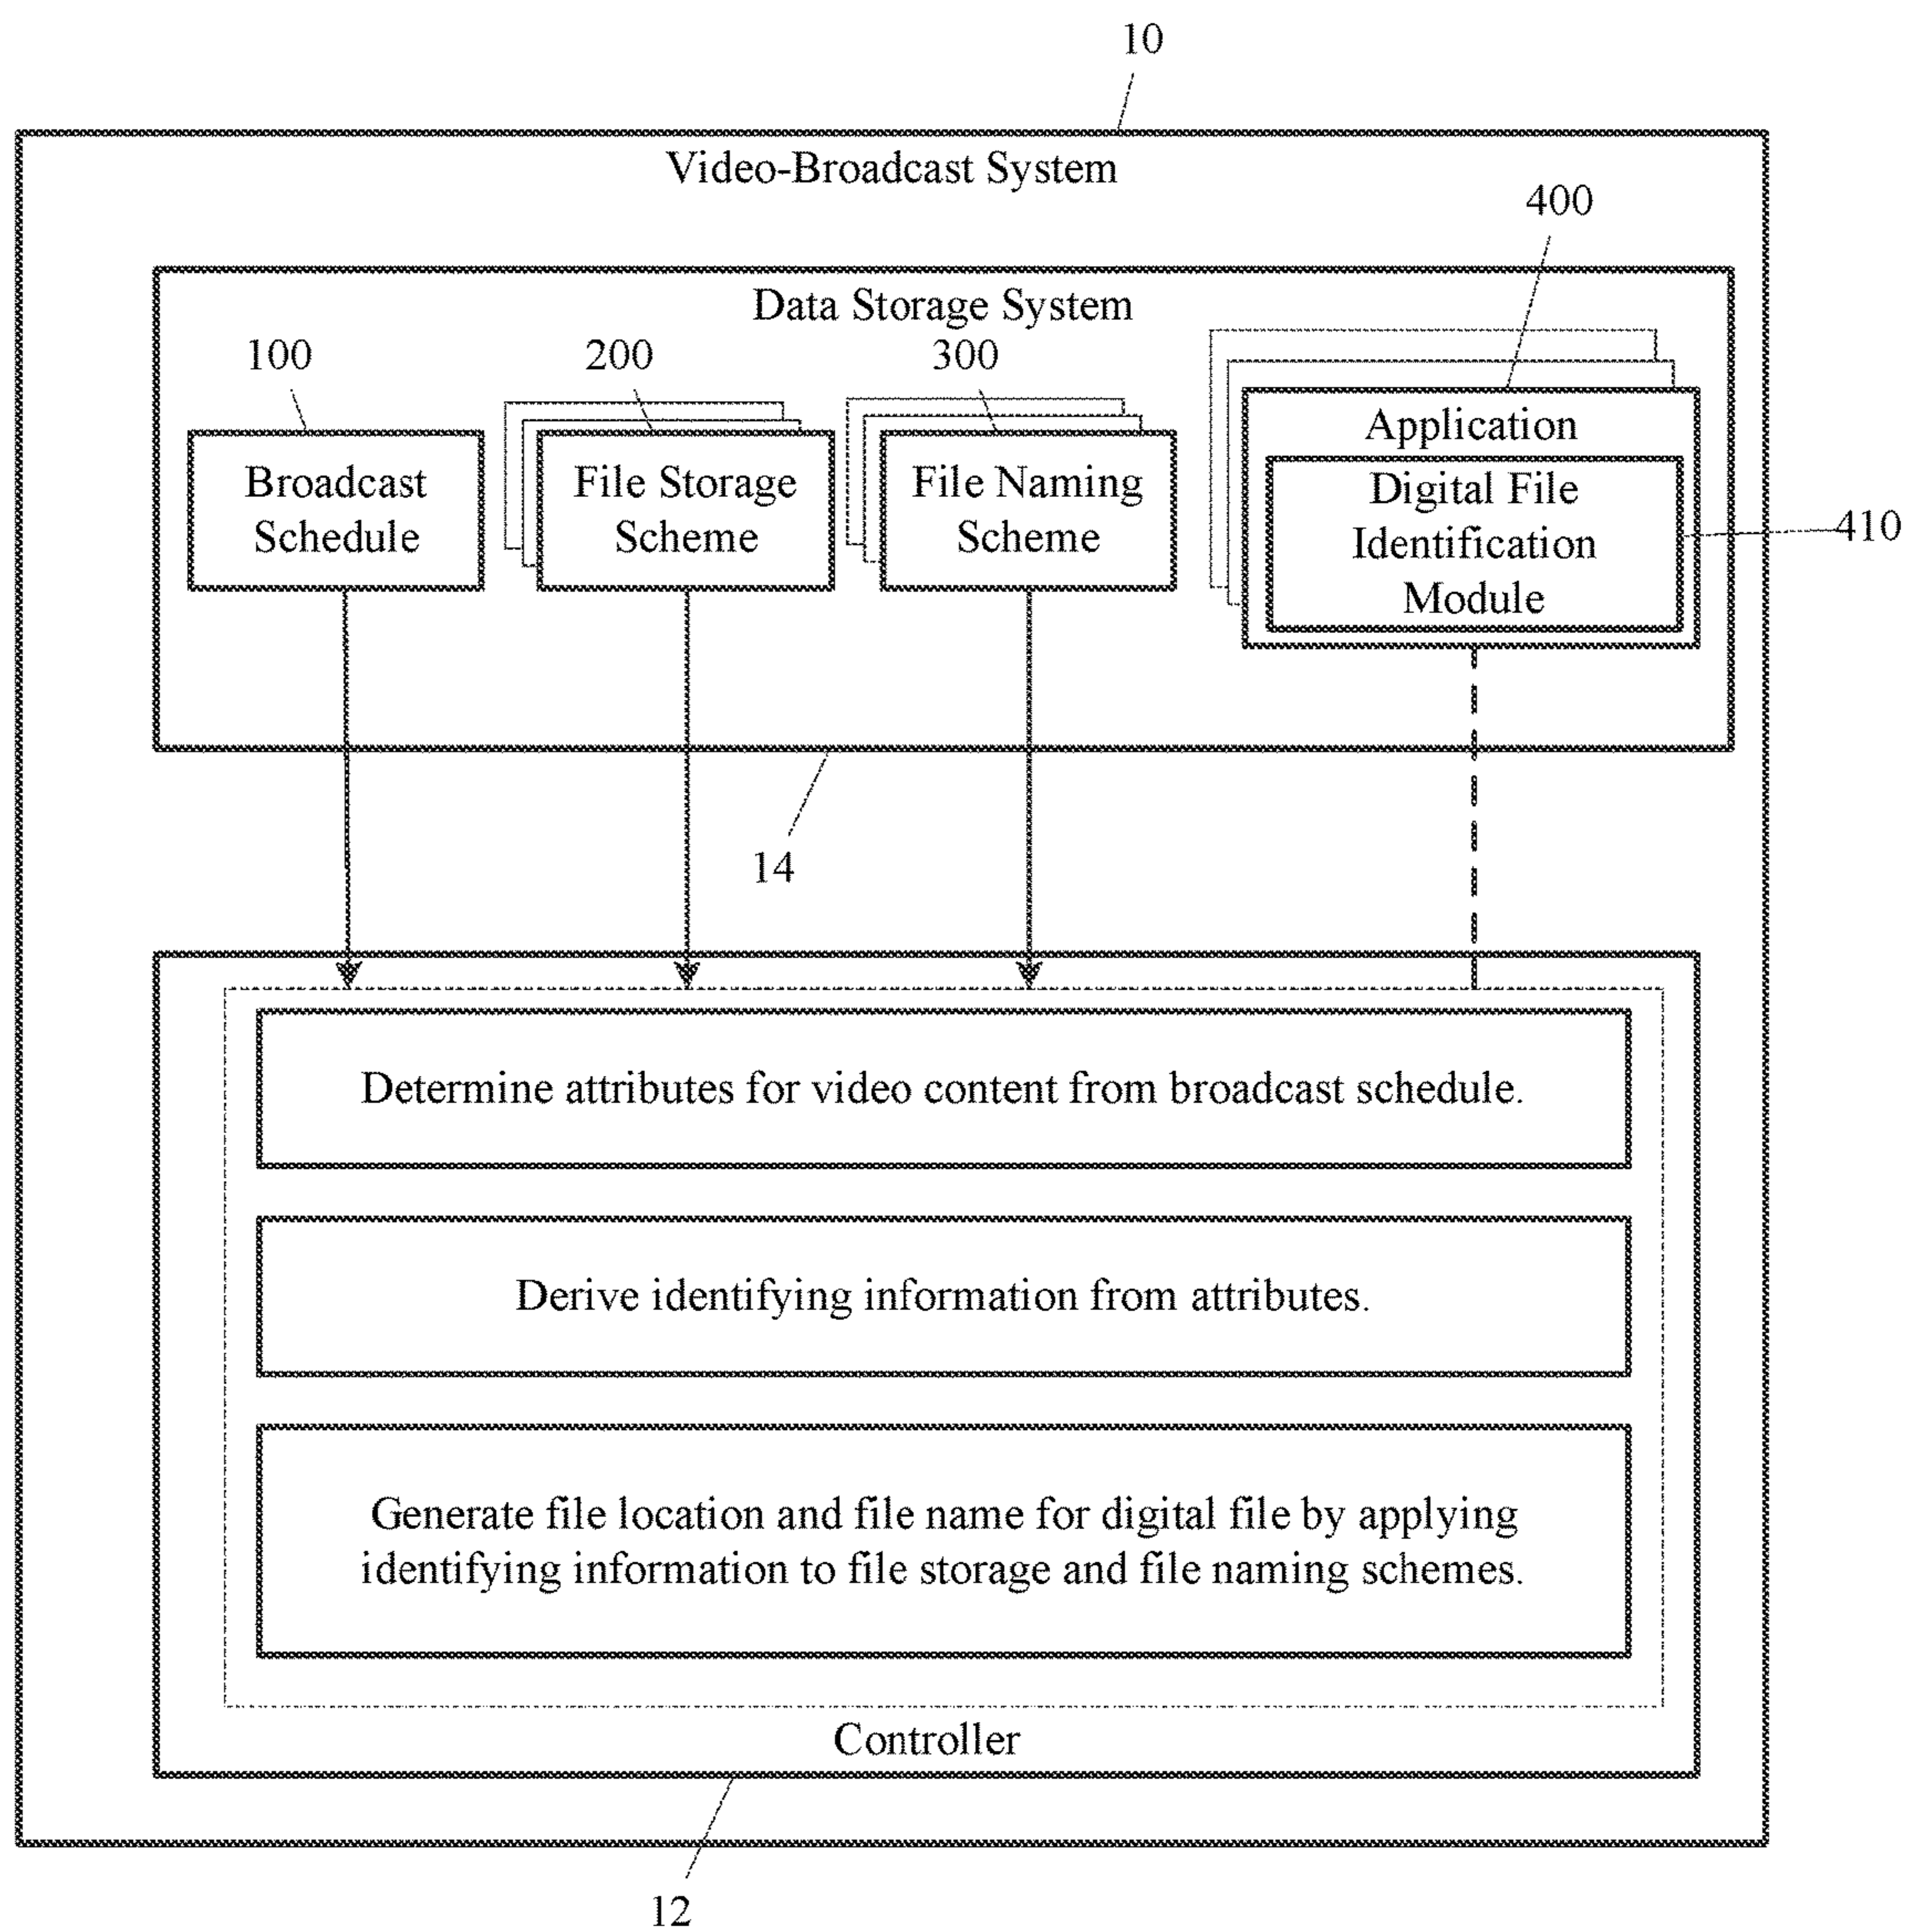 10
Video-Broadcast System
400
Data Storage System
100
200
300
Application
Broadcast
Schedule
File Storage
Scheme
File Naming
Scheme
Digital File
Identification
Module
410
14
Determine attributes for video content from broadcast schedule.
Derive identifying information from attributes.
Generate file location and file name for digital file by applying
identifying information to file storage and file naming schemes.
Controller
12